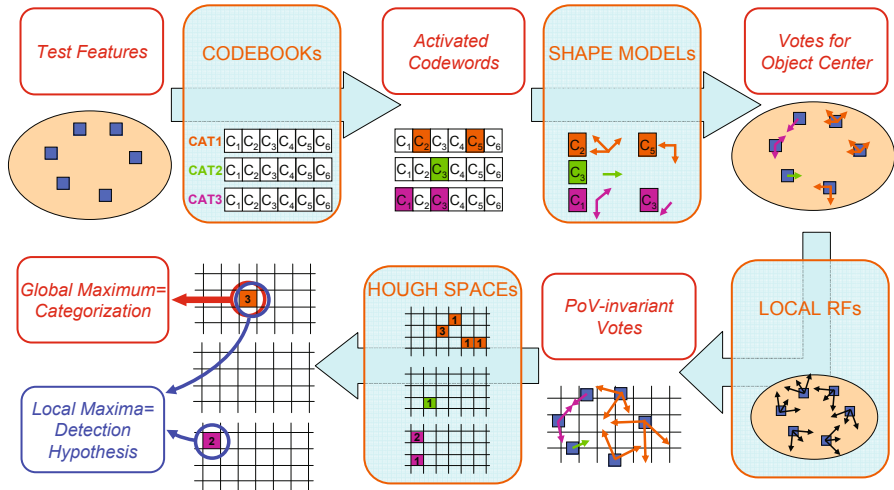 Test Features
CODEBOOKs
Activated
Codewords
SHAPE MODELs
Votes for
Object Center
CAT1 C1 C2 C3 C4 C5 C6
CAT2 C1 C2 C3 C4 C5 C6
CAT3 C1 C2 C3 C4 C5 C6
C1 C2 C3 C4 C5 C6
C1 C2 C3 C4 C5 C6
C1 C2 C3 C4 C5 C6
C2 C5
C3
C1 C3
Global Maximum=
Categorization
3
Local Maxima=
Detection
Hypothesis
2
HOUGH SPACEs
1
3
1 1
1
2
1
PoV-invariant
Votes
LOCAL RFs